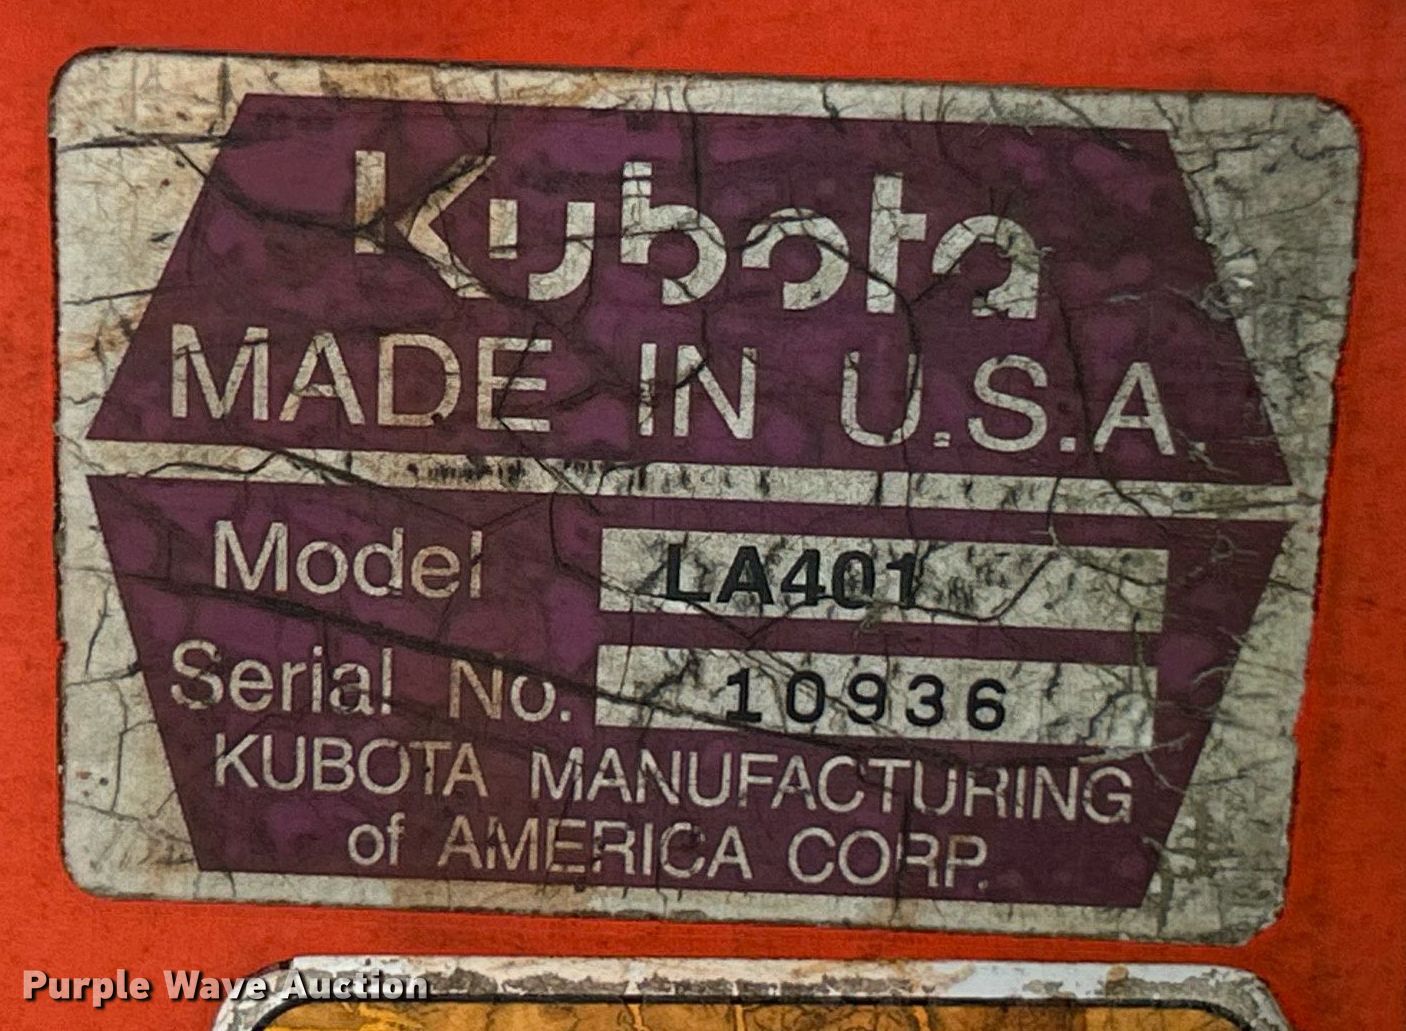 Kubota
MADE IN U.S.A.
Model LA401
Serial No. 10936
KUBOTA MANUFACTURING
of AMERICA CORP.
Purple Wave Auction